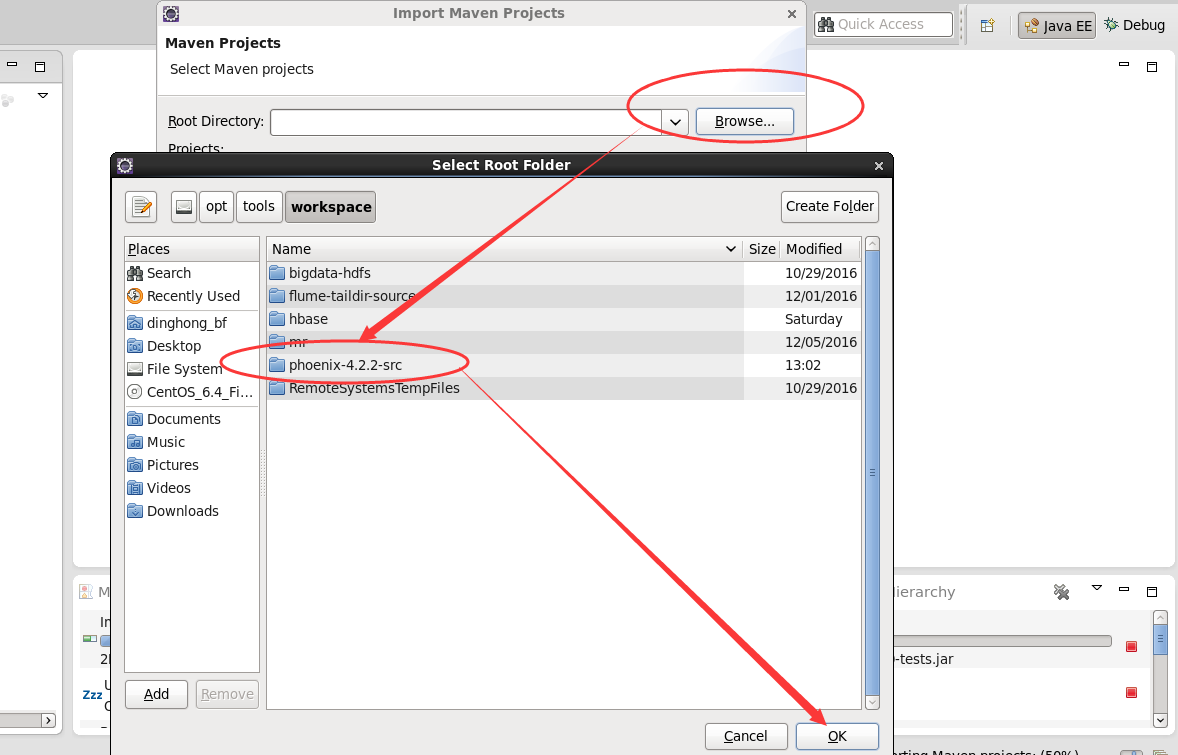 Import Maven Projects
Quick Access
Java EE
Debug
Maven Projects
Select Maven projects
Root Directory:
Browse...
Projects:
Select Root Folder
opt
tools
workspace
Create Folder
Places
Name
Size
Modified
Search
bigdata-hdfs
10/29/2016
Recently Used
flume-taildir-source
12/01/2016
dinghong_bf
hbase
Saturday
Desktop
mr
12/05/2016
File System
phoenix-4.2.2-src
13:02
CentOS_6.4_Fi...
RemoteSystemsTempFiles
10/29/2016
Documents
Music
Pictures
Videos
Downloads
M
ierarchy
-tests.jar
Zzz
Add
Remove
Cancel
OK
rting Maven projects: (50%)